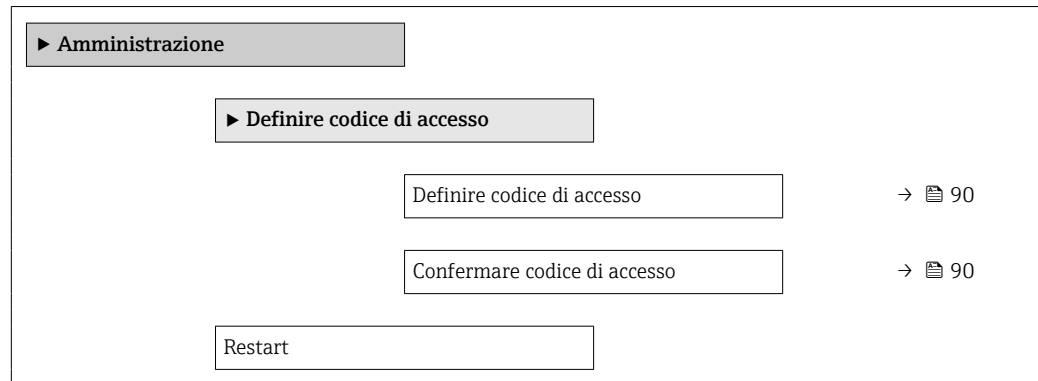 ▶ Amministrazione
▶ Definire codice di accesso
Definire codice di accesso → 90
Confermare codice di accesso → 90
Restart